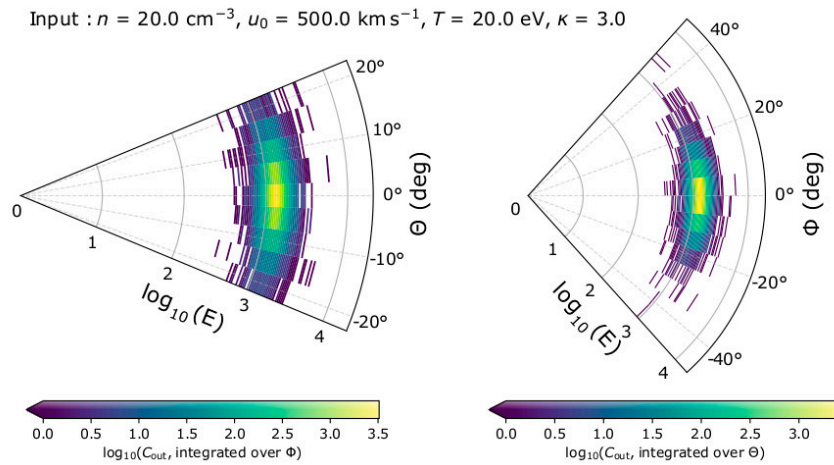 Input : n = 20.0 cm⁻³, u₀ = 500.0 km s⁻¹, T = 20.0 eV, κ = 3.0
20°
10°
0°
-10°
-20°
Θ (deg)
0
1
2
3
4
log₁₀(E)
40°
20°
0°
-20°
-40°
Φ (deg)
0
1
2
3
4
log₁₀(E)
0.0 0.5 1.0 1.5 2.0 2.5 3.0 3.5
log₁₀(C_out, integrated over Φ)
0.0 0.5 1.0 1.5 2.0 2.5 3.0
log₁₀(C_out, integrated over Θ)